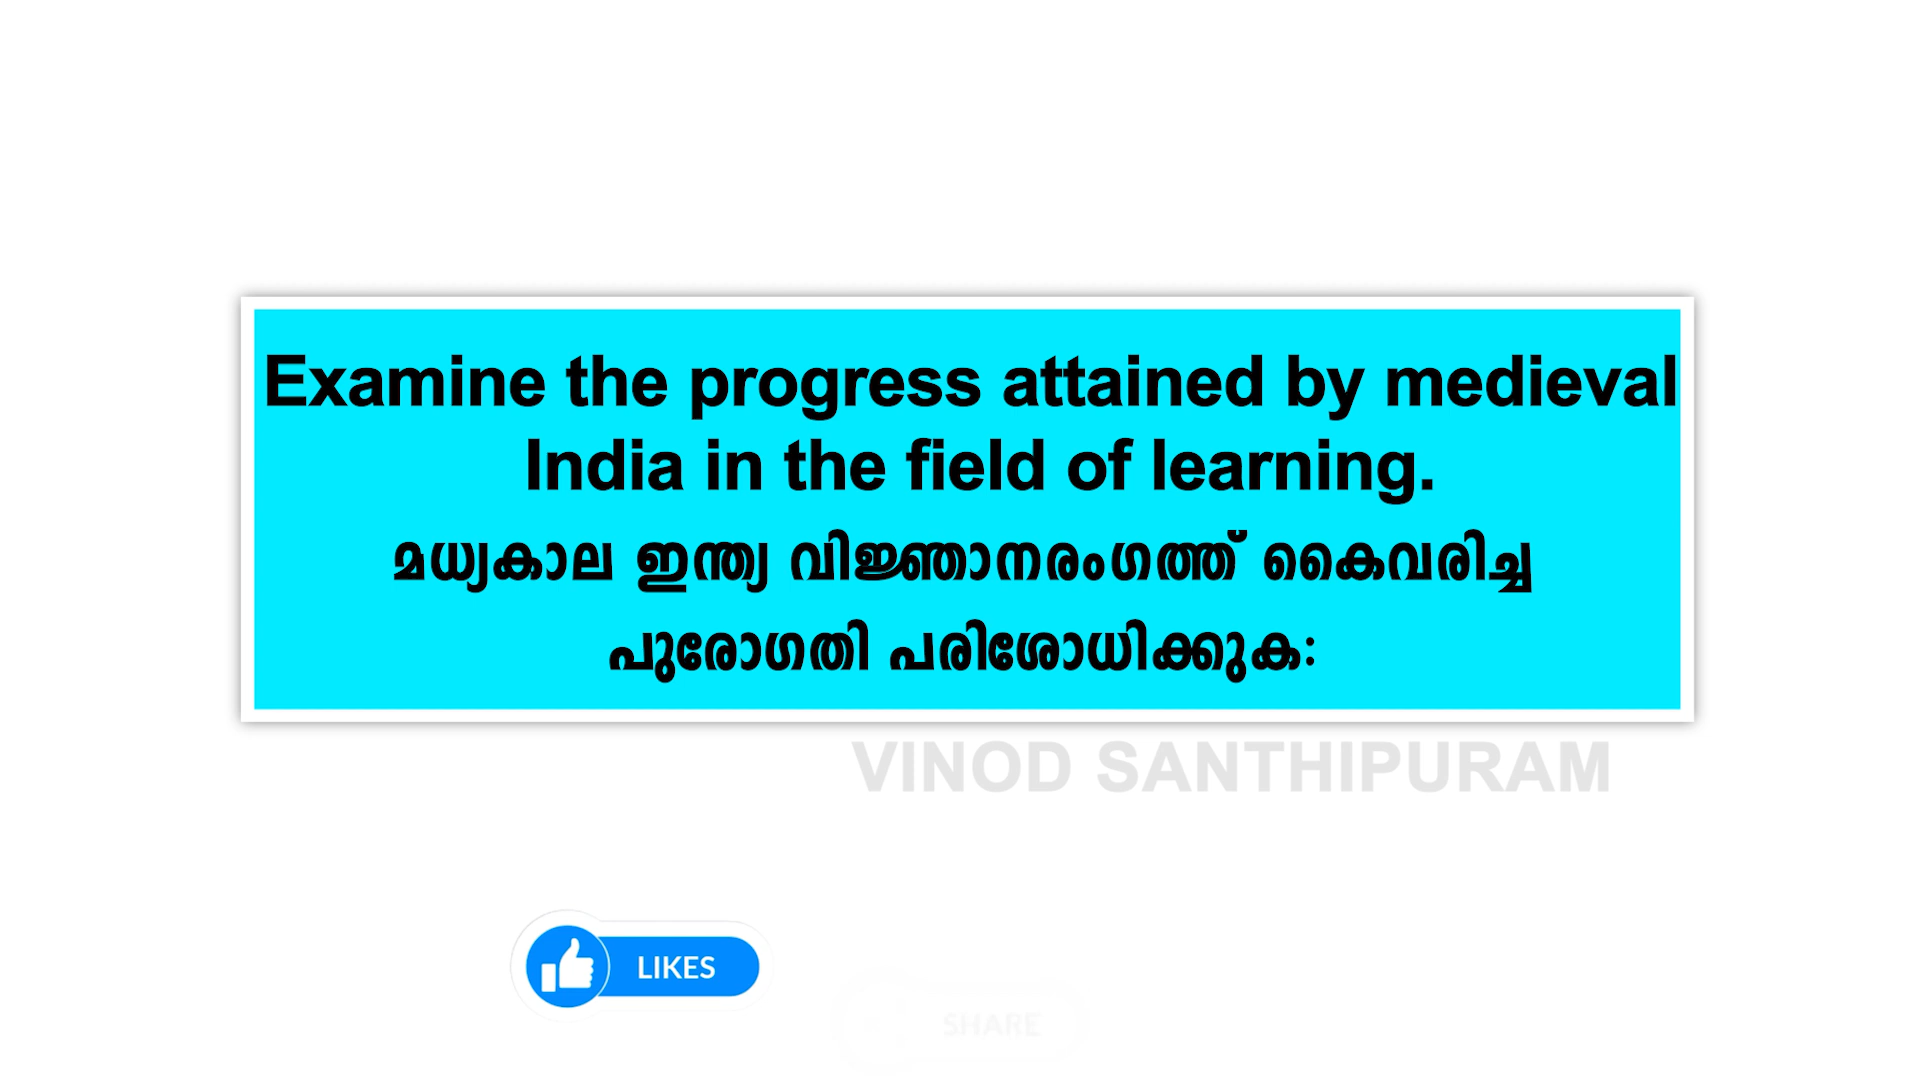 Examine the progress attained by medieval
India in the field of learning.
മധ്യകാല ഇന്ത്യ വിജ്ഞാനരംഗത്ത് കൈവരിച്ച
പുരോഗതി പരിശോധിക്കുക:
VINOD SANTHIPURAM
LIKES
SHARE